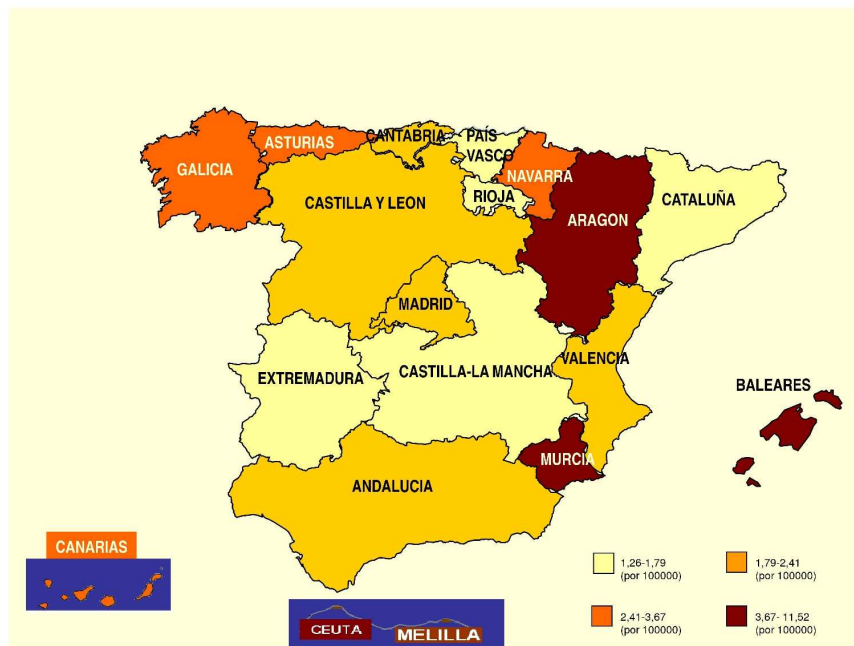 CANTABRIA
PAÍS
VASCO
ASTURIAS
GALICIA
NAVARRA
RIOJA
CASTILLA Y LEON
ARAGON
CATALUÑA
MADRID
VALENCIA
EXTREMADURA
CASTILLA-LA MANCHA
BALEARES
MURCIA
ANDALUCIA
CANARIAS
CEUTA
MELILLA
1,26-1,79
(por 100000)
1,79-2,41
(por 100000)
2,41-3,67
(por 100000)
3,67- 11,52
(por 100000)